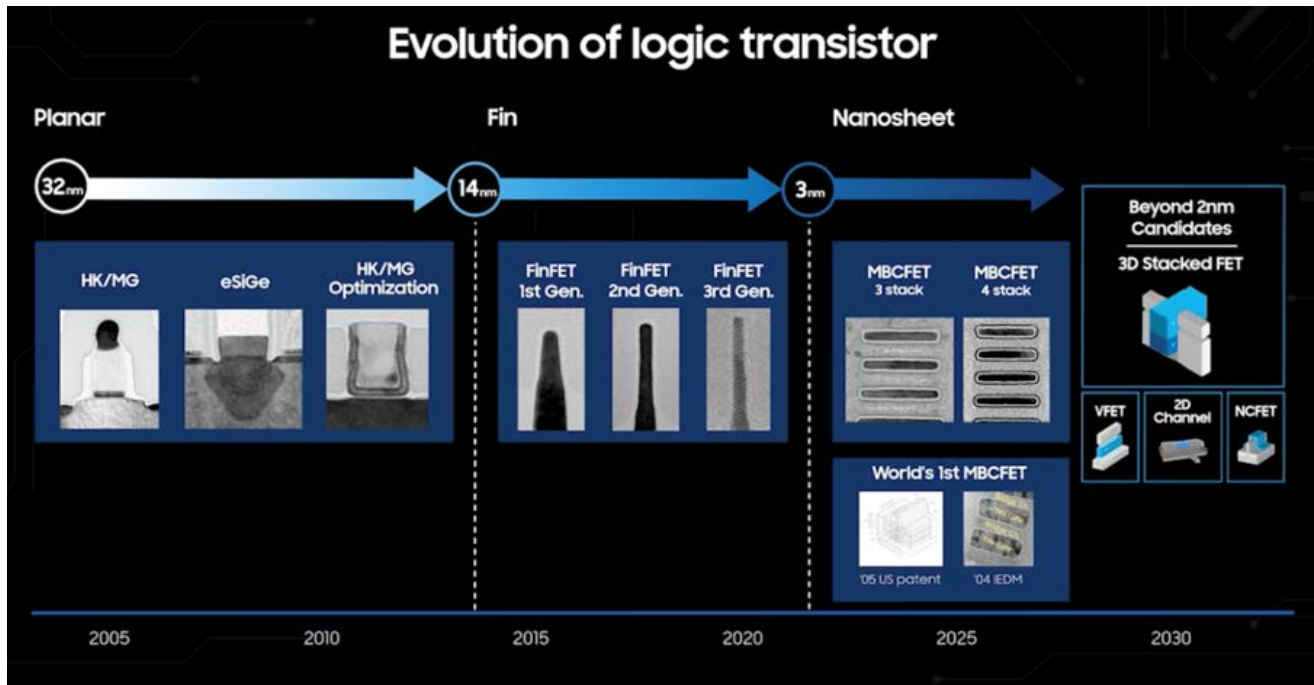 Evolution of logic transistor
Planar
Fin
Nanosheet
32nm
14nm
3nm
HK/MG
eSiGe
HK/MG
Optimization
FinFET
1st Gen.
FinFET
2nd Gen.
FinFET
3rd Gen.
MBCFET
3 stack
MBCFET
4 stack
World's 1st MBCFET
'05 US patent
'04 IEDM
Beyond 2nm
Candidates
3D Stacked FET
VFET
2D
Channel
NCFET
2005
2010
2015
2020
2025
2030